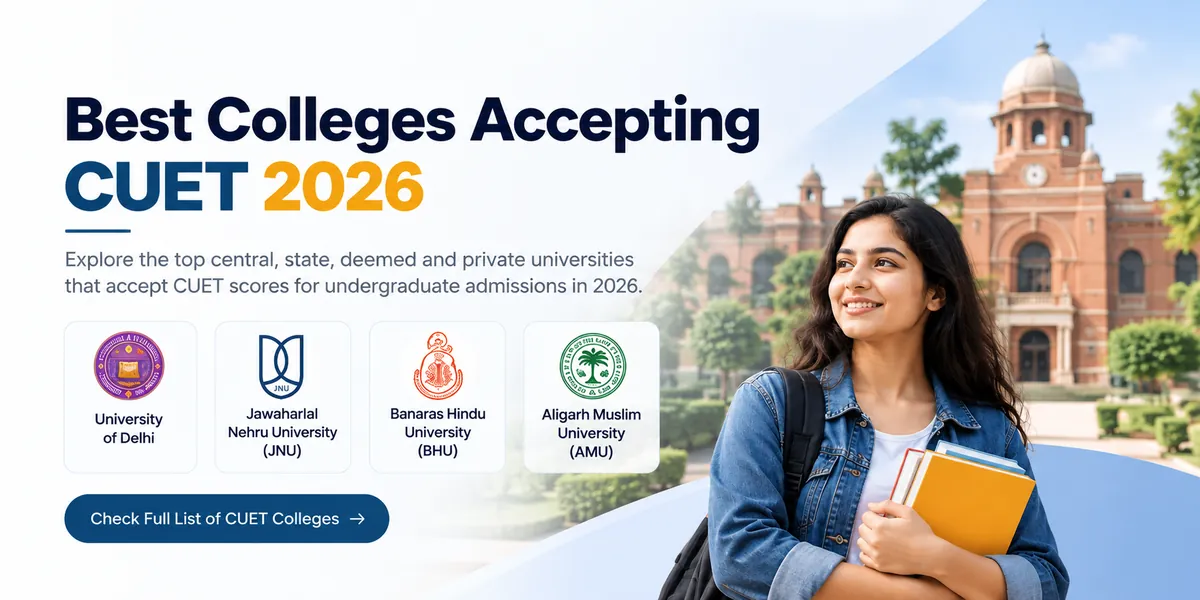 Best Colleges Accepting
CUET 2026
Explore the top central, state, deemed and private universities
that accept CUET scores for undergraduate admissions in 2026.
University
of Delhi
JNU
Jawaharlal
Nehru University
(JNU)
Banaras Hindu
University
(BHU)
Aligarh Muslim
University
(AMU)
Check Full List of CUET Colleges →